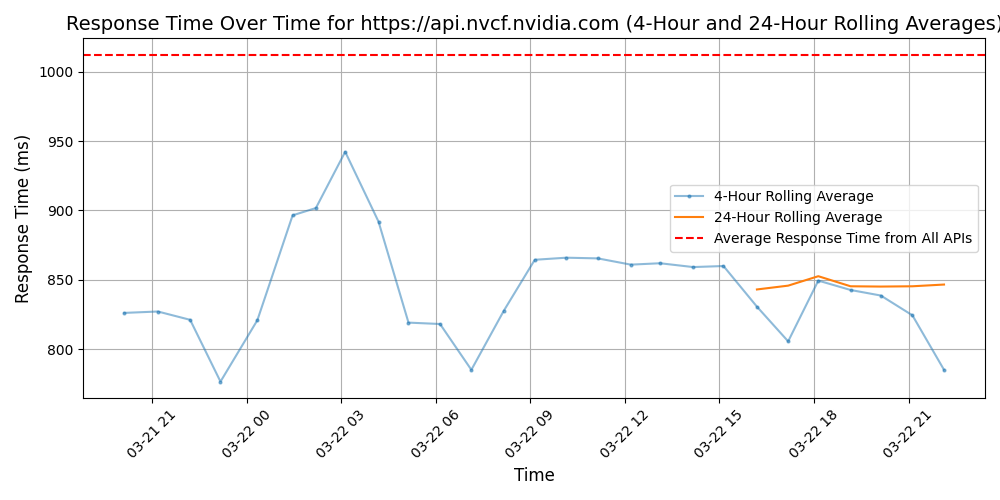 Response Time Over Time for https://api.nvcf.nvidia.com (4-Hour and 24-Hour Rolling Averages)
Response Time (ms)
1000
950
900
850
800
4-Hour Rolling Average
24-Hour Rolling Average
Average Response Time from All APIs
03-21 21
03-22 00
03-22 03
03-22 06
03-22 09
03-22 12
03-22 15
03-22 18
03-22 21
Time